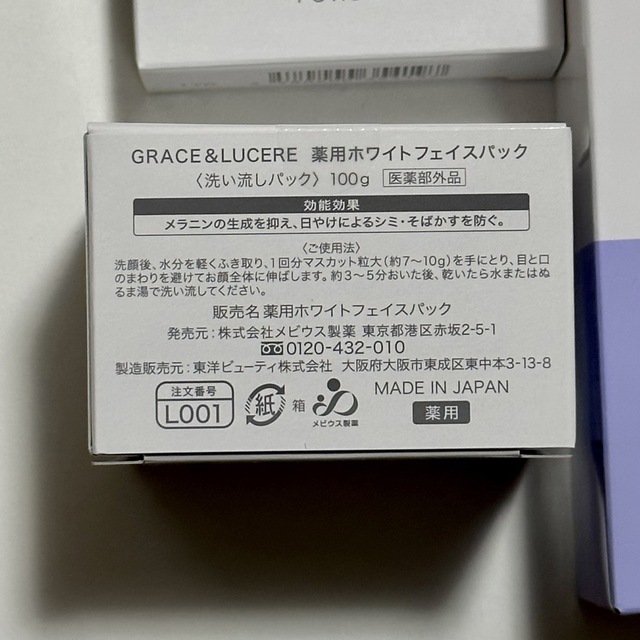 GRACE&LUCERE 薬用ホワイトフェイスパック
〈洗い流しパック〉 100g 医薬部外品
効能効果
メラニンの生成を抑え、日やけによるシミ・そばかすを防ぐ。
〈ご使用法〉
洗顔後、水分を軽くふき取り、1回分マスカット粒大(約7~10g)を手にとり、目と口
のまわりを避けてお顔全体に伸ばします。約3~5分おいた後、乾いたら水またはぬ
るま湯で洗い流してください。
販売名 薬用ホワイトフェイスパック
発売元:株式会社メビウス製薬 東京都港区赤坂2-5-1
0120-432-010
製造販売元:東洋ビューティ株式会社 大阪府大阪市東成区東中本3-13-8
注文番号
L001
紙
箱
メビウス製薬
MADE IN JAPAN
薬用